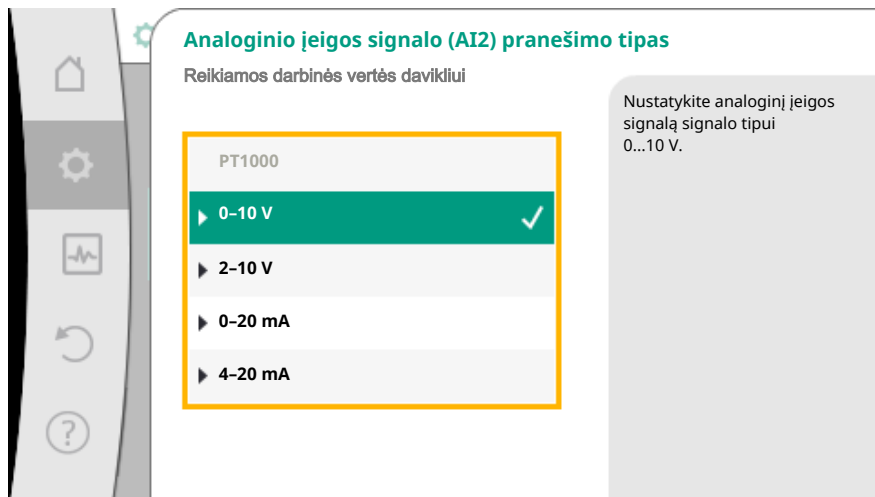 Analoginio įeigos signalo (AI2) pranešimo tipas
Reikiamos darbinės vertės davikliui
PT1000
0–10 V
2–10 V
0–20 mA
4–20 mA
Nustatykite analoginį įeigos
signalą signalo tipui
0...10 V.
?